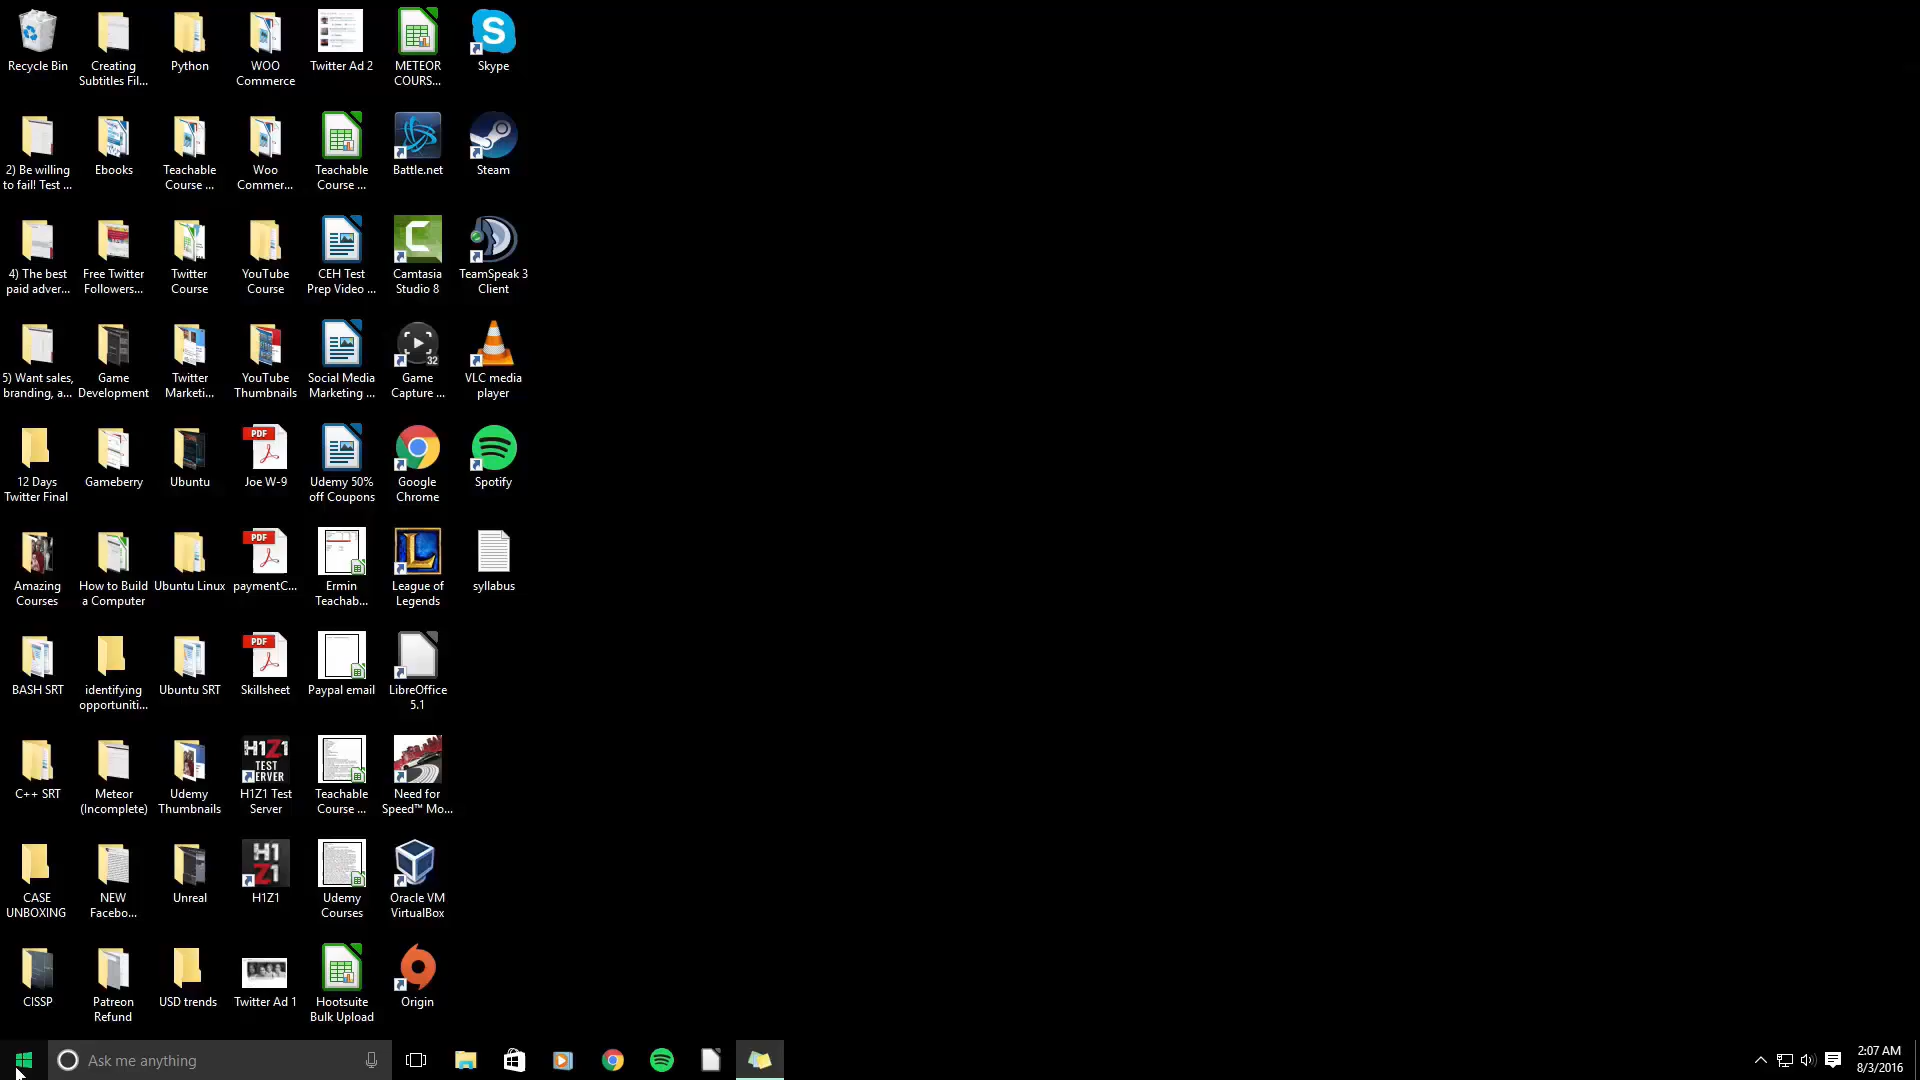 Recycle Bin
Creating
Subtitles Fil...
Python
WOO
Commerce
Twitter Ad 2
METEOR
COURS...
Skype
2) Be willing
to fail! Test ...
Ebooks
Teachable
Course ...
Woo
Commer...
Teachable
Course ...
Battle.net
Steam
4) The best
paid adver...
Free Twitter
Followers...
Twitter
Course
YouTube
Course
CEH Test
Prep Video ...
Camtasia
Studio 8
TeamSpeak 3
Client
5) Want sales,
branding, a...
Game
Development
Twitter
Marketi...
YouTube
Thumbnails
Social Media
Marketing ...
32
Game
Capture ...
VLC media
player
12 Days
Twitter Final
Gameberry
Ubuntu
PDF
Joe W-9
Udemy 50%
off Coupons
Google
Chrome
Spotify
Amazing
Courses
How to Build
a Computer
Ubuntu Linux
PDF
paymentC...
Ermin
Teachab...
League of
Legends
syllabus
BASH SRT
identifying
opportuniti...
Ubuntu SRT
PDF
Skillsheet
Paypal email
LibreOffice
5.1
C++ SRT
Meteor
(Incomplete)
Udemy
Thumbnails
H1Z1
TEST
SERVER
H1Z1 Test
Server
Teachable
Course ...
Need for
Speed™ Mo...
CASE
UNBOXING
NEW
Facebo...
Unreal
H1
Z1
H1Z1
Udemy
Courses
Oracle VM
VirtualBox
CISSP
Patreon
Refund
USD trends
Twitter Ad 1
Hootsuite
Bulk Upload
Origin
Ask me anything
2:07 AM
8/3/2016